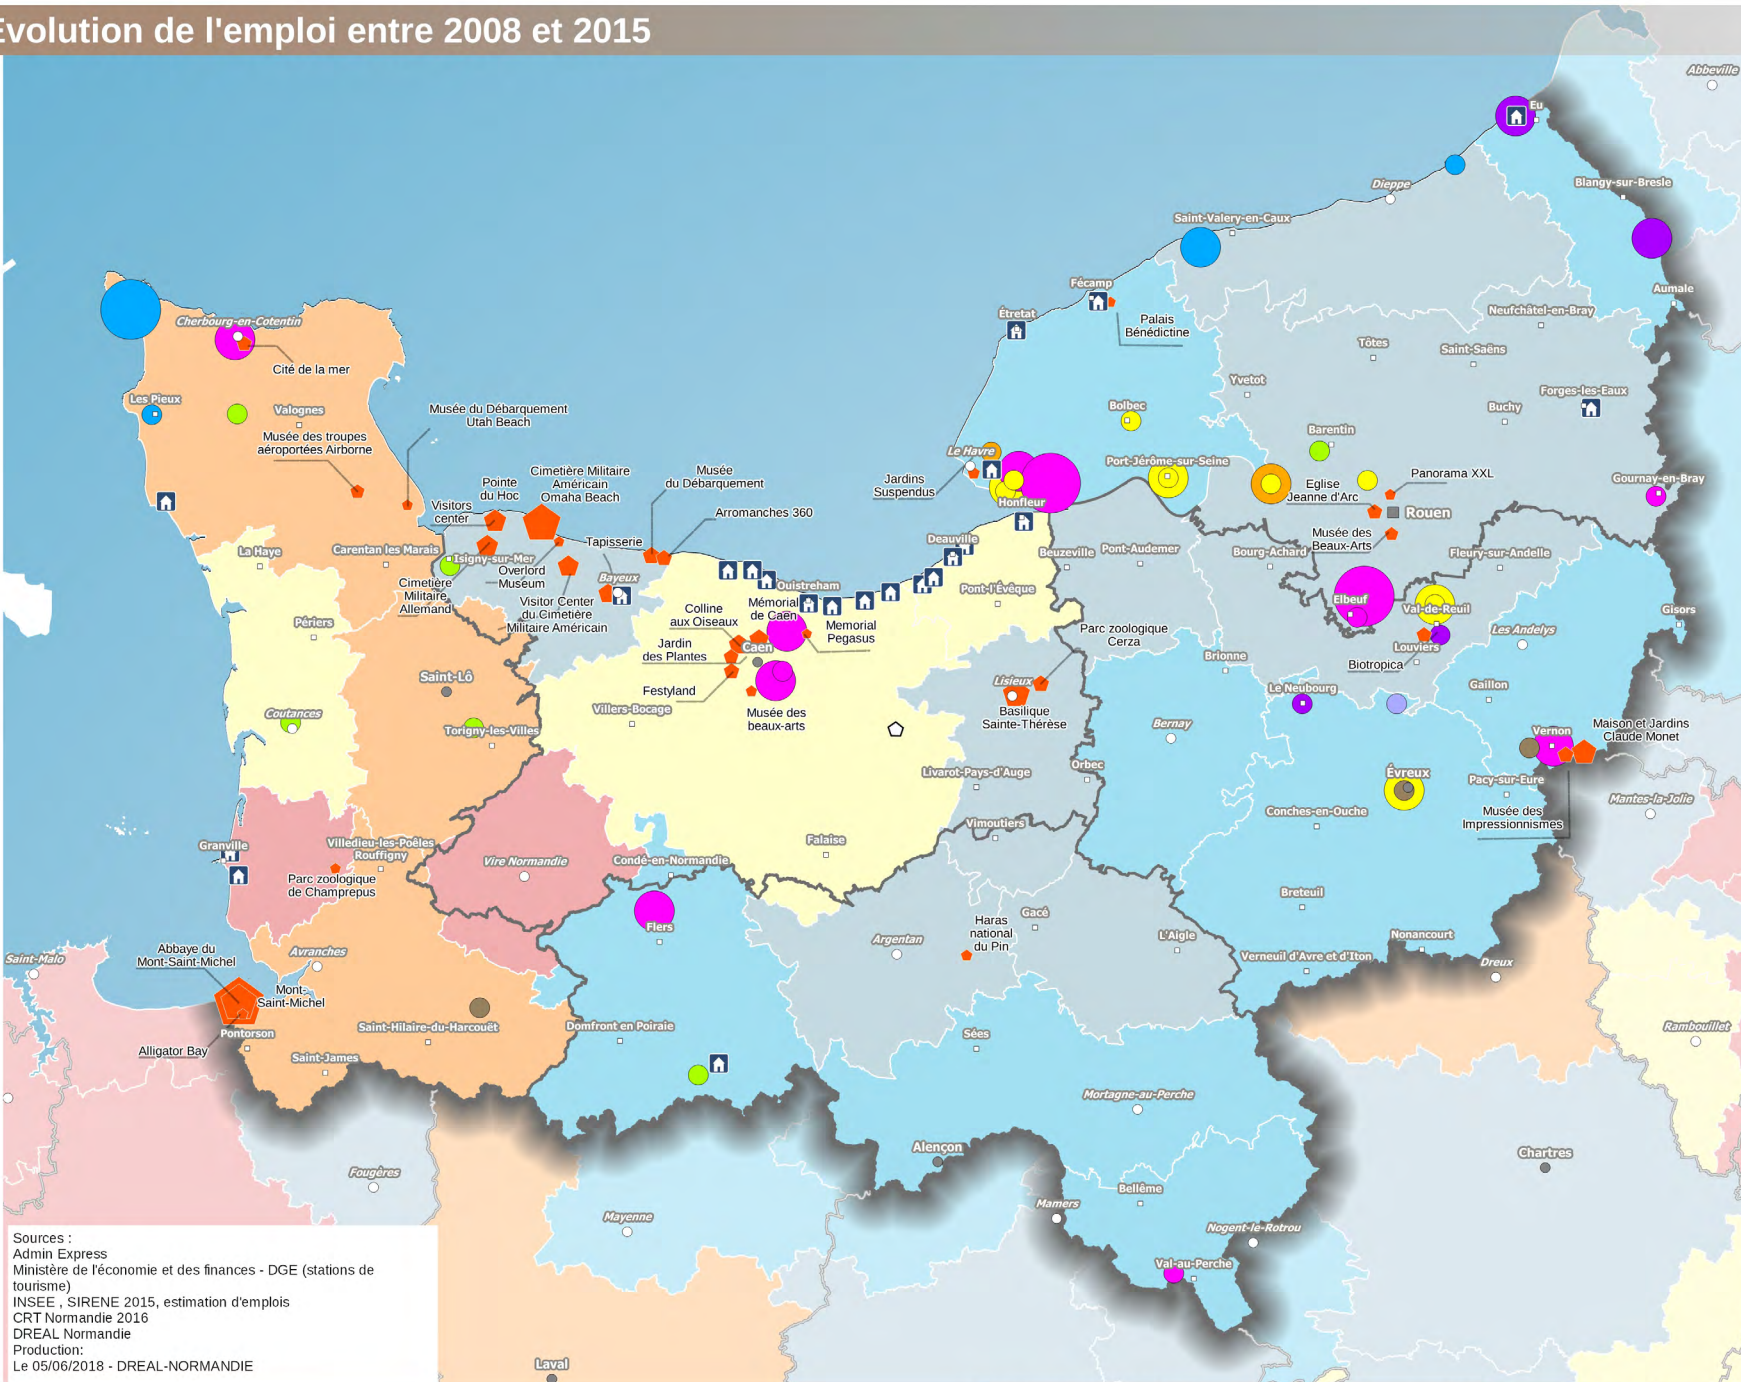 Evolution de l'emploi entre 2008 et 2015
Abbeville
Eu
Dieppe
Blangy-sur-Bresle
Saint-Valery-en-Caux
Fécamp
Aumale
Étretat
Palais
Bénédictine
Neufchâtel-en-Bray
Cherbourg-en-Cotentin
Cité de la mer
Tôtes
Saint-Saëns
Yvetot
Forges-les-Eaux
Les Pieux
Valognes
Musée du Débarquement
Utah Beach
Bolbec
Buchy
Musée des troupes
aéroportées Airborne
Barentin
Le Havre
Port-Jérôme-sur-Seine
Cimetière Militaire
Américain
Omaha Beach
Pointe
du Hoc
Musée
du Débarquement
Jardins
Suspendus
Panorama XXL
Gournay-en-Bray
Eglise
Jeanne d'Arc
Visitors
center
Honfleur
Arromanches 360
Rouen
Musée des
Beaux-Arts
La Haye
Carentan les Marais
Isigny-sur-Mer
Tapisserie
Deauville
Beuzeville
Pont-Audemer
Bourg-Achard
Fleury-sur-Andelle
Overlord
Museum
Bayeux
Ouistreham
Pont-l'Évêque
Cimetière
Militaire
Allemand
Visitor Center
du Cimetière
Militaire Américain
Colline
aux Oiseaux
Mémorial
de Caen
Elbeuf
Val-de-Reuil
Gisors
Périers
Memorial
Pegasus
Parc zoologique
Cerza
Les Andelys
Jardin
des Plantes
Caen
Louviers
Brionne
Biotropica
Saint-Lô
Lisieux
Festyland
Le Neubourg
Gaillon
Coutances
Villers-Bocage
Musée des
beaux-arts
Basilique
Sainte-Thérèse
Bernay
Maison et Jardins
Claude Monet
Torigny-les-Villes
Vernon
Livarot-Pays-d'Auge
Orbec
Évreux
Pacy-sur-Eure
Mantes-la-Jolie
Conches-en-Ouche
Musée des
Impressionnismes
Vimoutiers
Granville
Villedieu-les-Poêles
Rouffigny
Falaise
Vire Normandie
Condé-en-Normandie
Parc zoologique
de Champrepus
Breteuil
Haras
national
du Pin
Gacé
Flers
Argentan
L'Aigle
Nonancourt
Abbaye du
Mont-Saint-Michel
Avranches
Saint-Malo
Verneuil d'Avre et d'Iton
Dreux
Mont-
Saint-Michel
Pontorson
Saint-Hilaire-du-Harcouët
Domfront en Poiraie
Sées
Rambouillet
Alligator Bay
Saint-James
Mortagne-au-Perche
Alençon
Chartres
Fougères
Bellême
Mayenne
Mamers
Nogent-le-Rotrou
Val-au-Perche
Laval
Sources :
Admin Express
Ministère de l'économie et des finances - DGE (stations de
tourisme)
INSEE , SIRENE 2015, estimation d'emplois
CRT Normandie 2016
DREAL Normandie
Production:
Le 05/06/2018 - DREAL-NORMANDIE